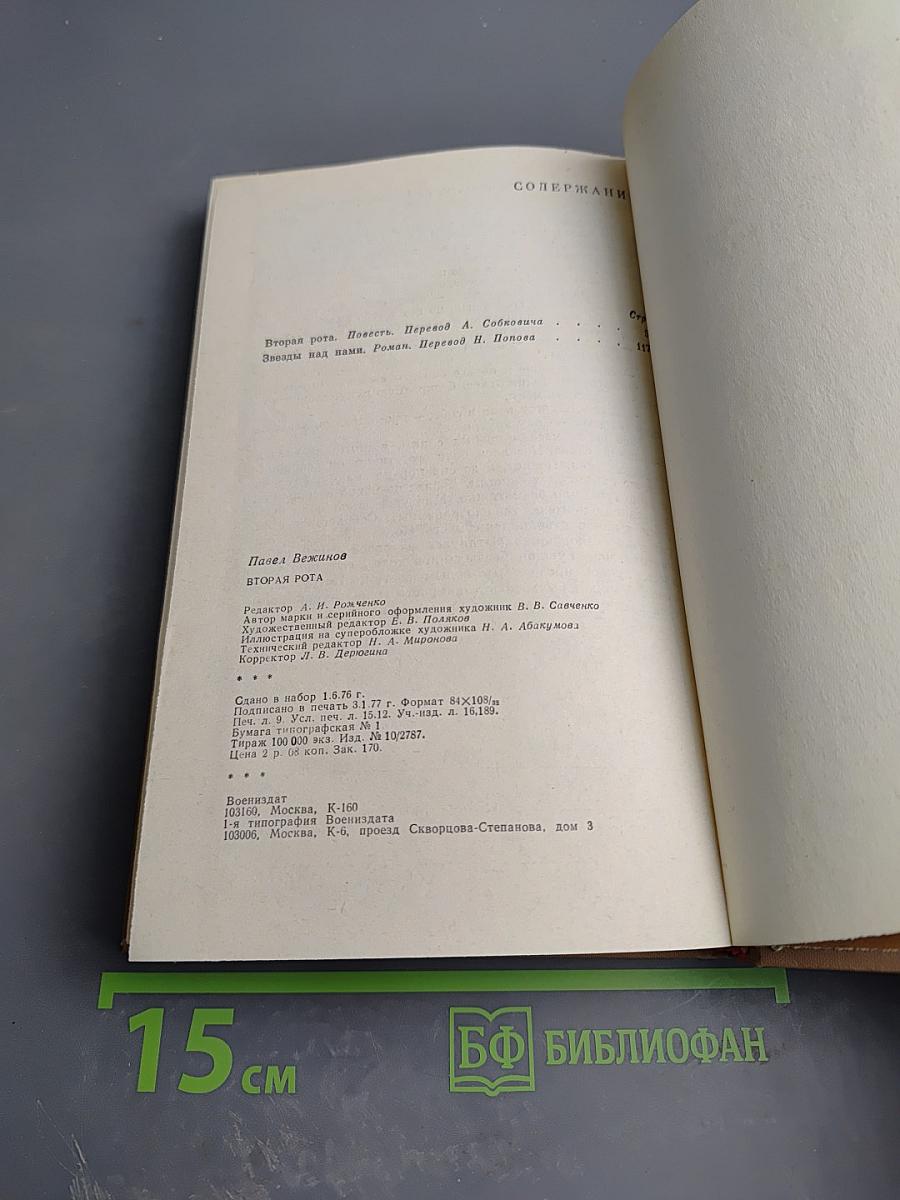 СОДЕРЖАНИ
Стр
Вторая рота. Повесть. Перевод А. Собковича . . . . 5
Звезды над нами. Роман. Перевод Н. Попова . . . . 117
Павел Вежинов
ВТОРАЯ РОТА
Редактор А. И. Рожченко
Автор марки и серийного оформления художник В. В. Савченко
Художественный редактор Е. В. Поляков
Иллюстрация на суперобложке художника Н. А. Абакумова
Технический редактор Н. А. Миронова
Корректор Л. В. Дерюгина
* * *
Сдано в набор 1.6.76 г.
Подписано в печать 3.1.77 г. Формат 84×108/32
Печ. л. 9. Усл. печ. л. 15.12. Уч.-изд. л. 16,189.
Бумага типографская № 1
Тираж 100 000 экз. Изд. № 10/2787.
Цена 2 р. 08 коп. Зак. 170.
* * *
Воениздат
103160, Москва, К-160
1-я типография Воениздата
103006, Москва, К-6, проезд Скворцова-Степанова, дом 3
15 см
БФ БИБЛИОФАН